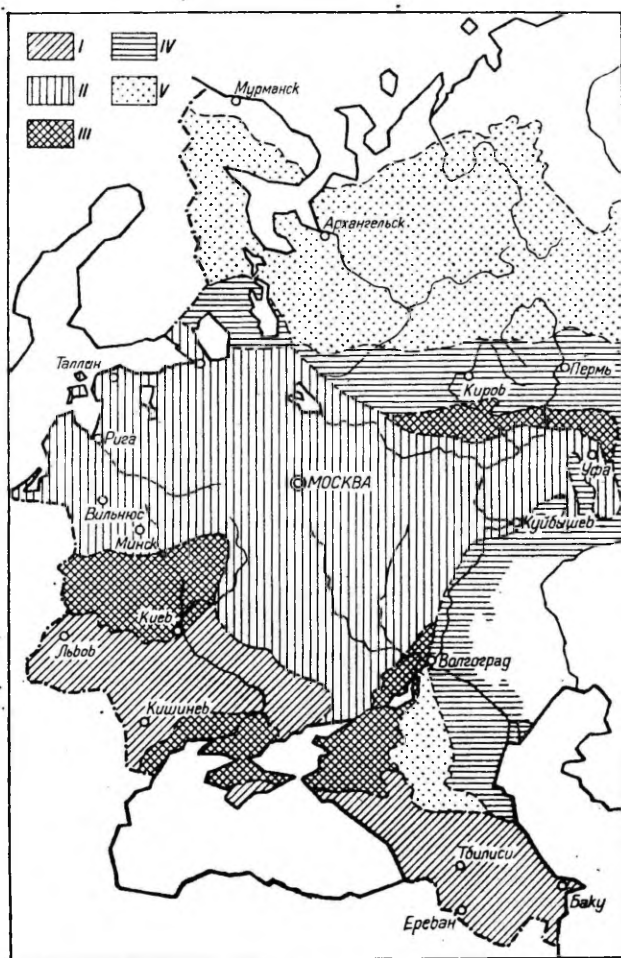 I
II
III
IV
V
Мурманск
Архангельск
Таллин
Пермь
Киров
Рига
МОСКВА
Уфа
Вильнюс
Минск
Куйбышев
Киев
Львов
Волгоград
Кишинев
Тбилиси
Баку
Ереван